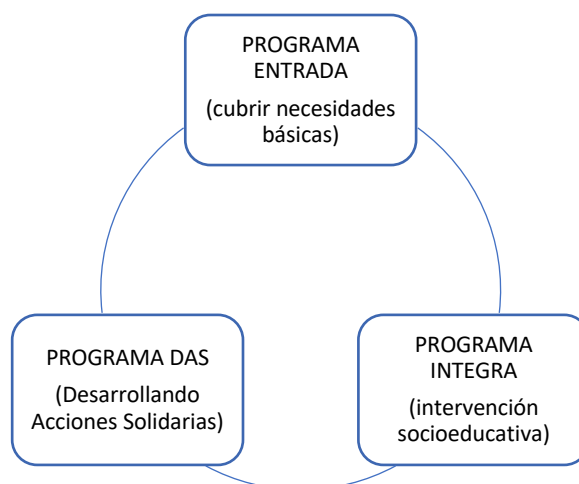 PROGRAMA
ENTRADA
(cubrir necesidades
básicas)
PROGRAMA DAS
(Desarrollando
Acciones Solidarias)
PROGRAMA
INTEGRA
(intervención
socioeducativa)